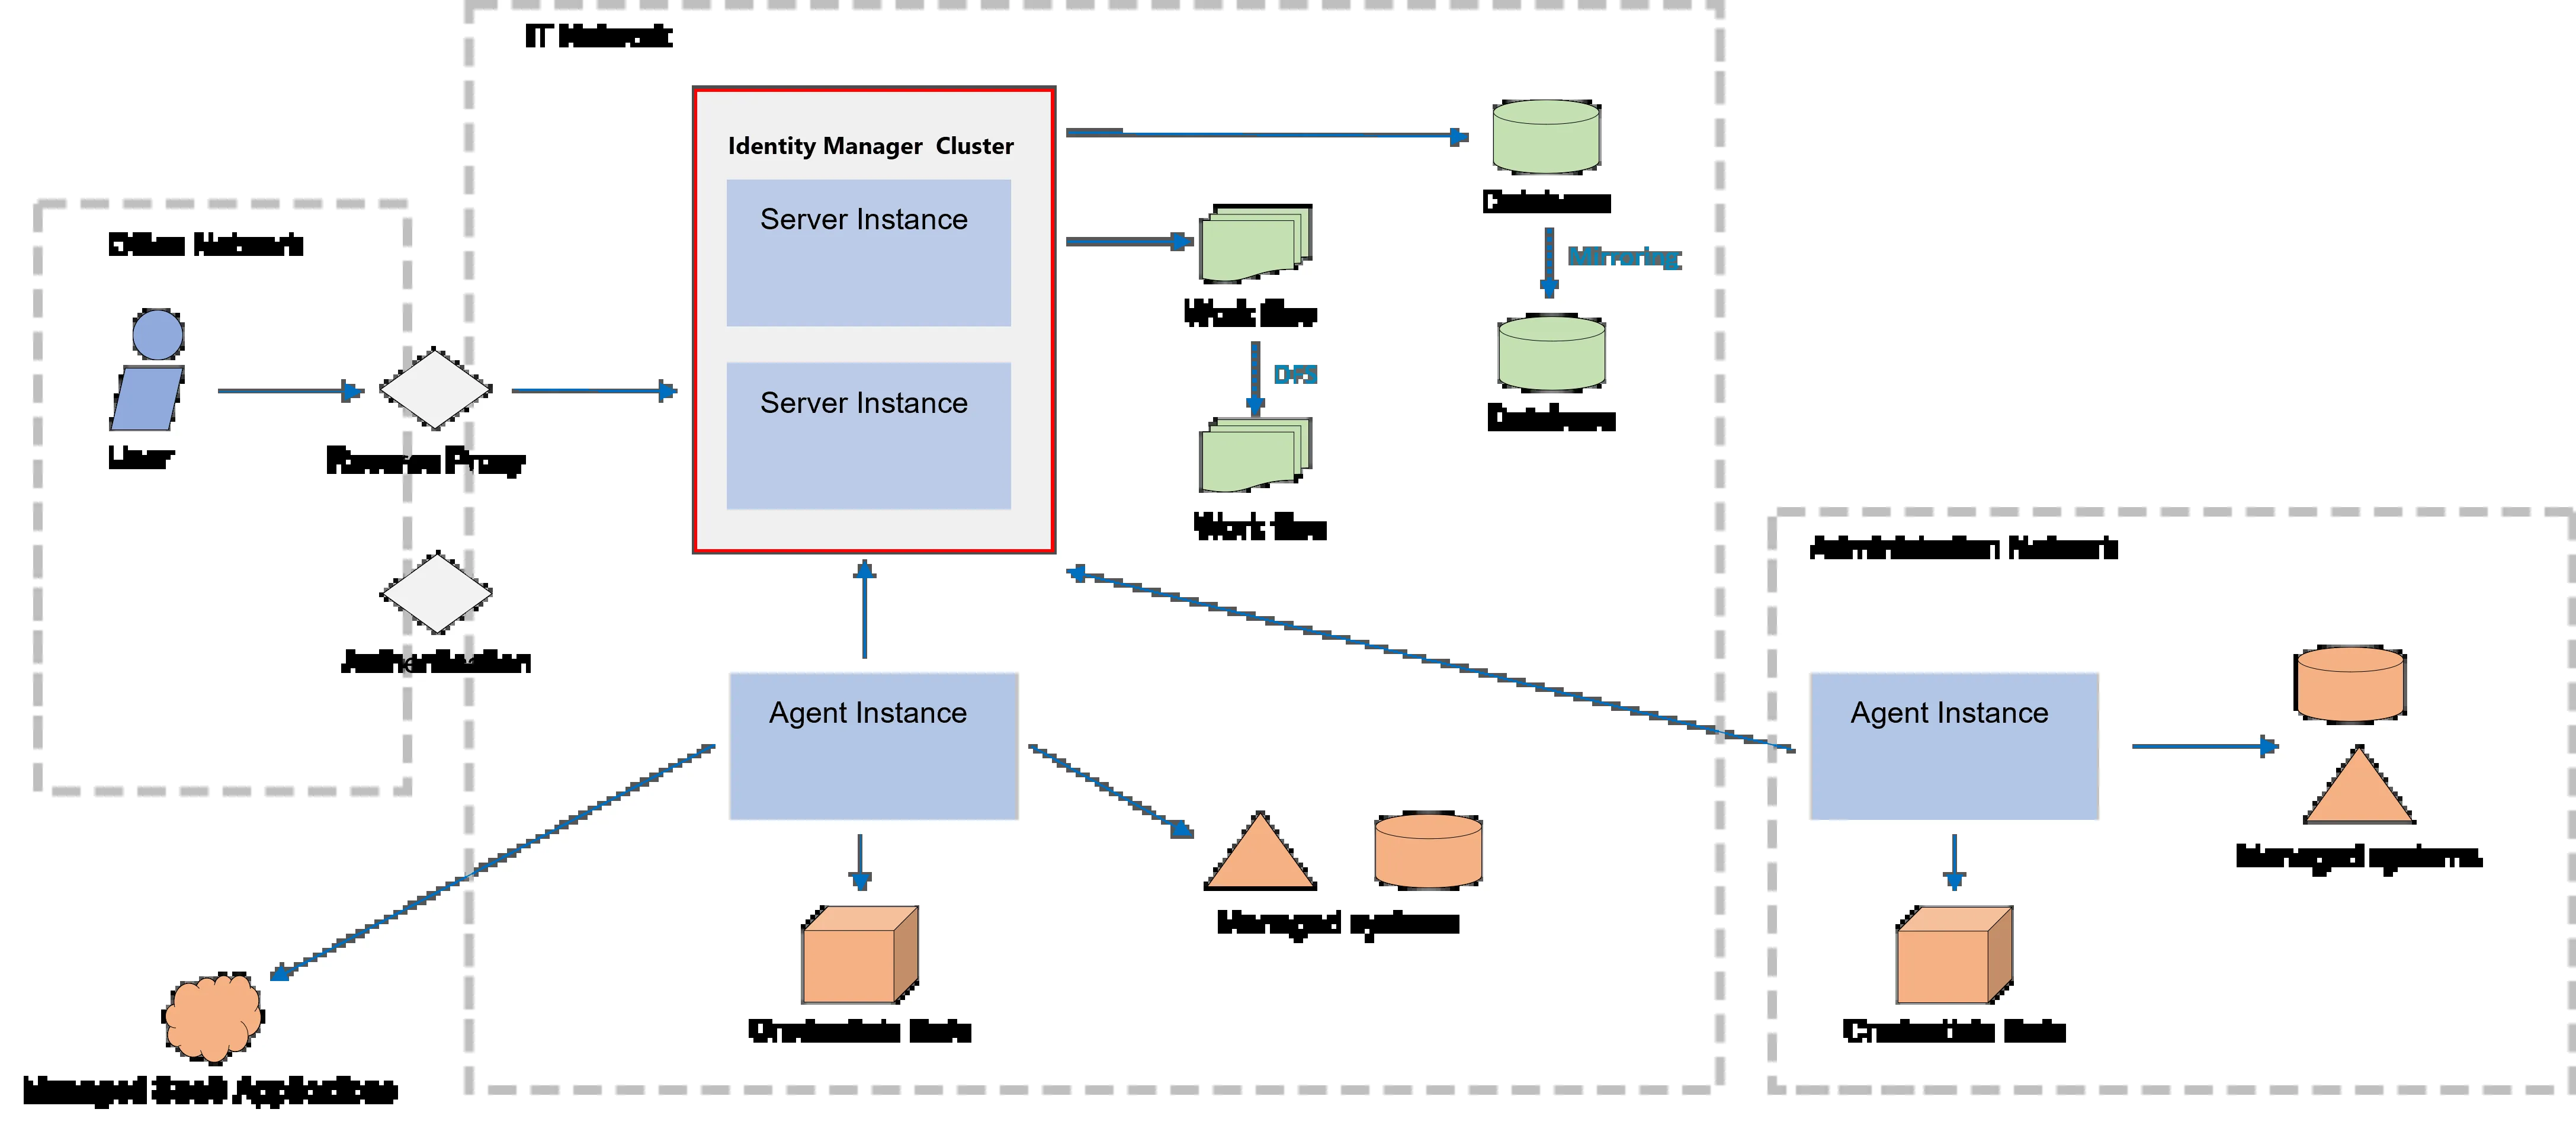 IT Network
Identity Manager  Cluster
Server Instance
Database
Office Network
Mirroring
Work files
DFS
Server Instance
Database
User
Reverse Proxy
Work files
Administration Network
Authentication
Agent Instance
Agent Instance
Managed systems
Managed systems
Credentials Safe
Credentials Safe
Managed SaaS Applications